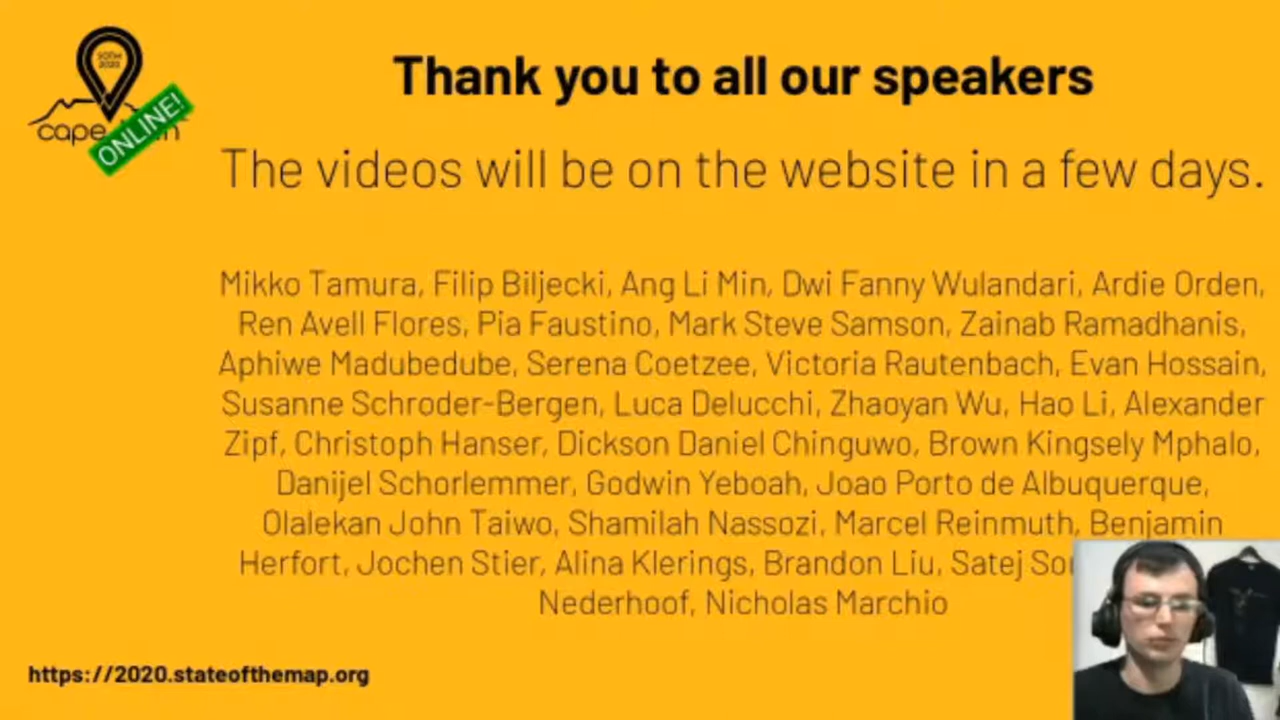 SOTM
2020
cape
ONLINE!
Thank you to all our speakers
The videos will be on the website in a few days.
Mikko Tamura, Filip Biljecki, Ang Li Min, Dwi Fanny Wulandari, Ardie Orden,
Ren Avell Flores, Pia Faustino, Mark Steve Samson, Zainab Ramadhanis,
Aphiwe Madubedube, Serena Coetzee, Victoria Rautenbach, Evan Hossain,
Susanne Schroder-Bergen, Luca Delucchi, Zhaoyan Wu, Hao Li, Alexander
Zipf, Christoph Hanser, Dickson Daniel Chinguwo, Brown Kingsely Mphalo,
Danijel Schorlemmer, Godwin Yeboah, Joao Porto de Albuquerque,
Olalekan John Taiwo, Shamilah Nassozi, Marcel Reinmuth, Benjamin
Herfort, Jochen Stier, Alina Klerings, Brandon Liu, Satej
Nederhoof, Nicholas Marchio
https://2020.stateofthemap.org